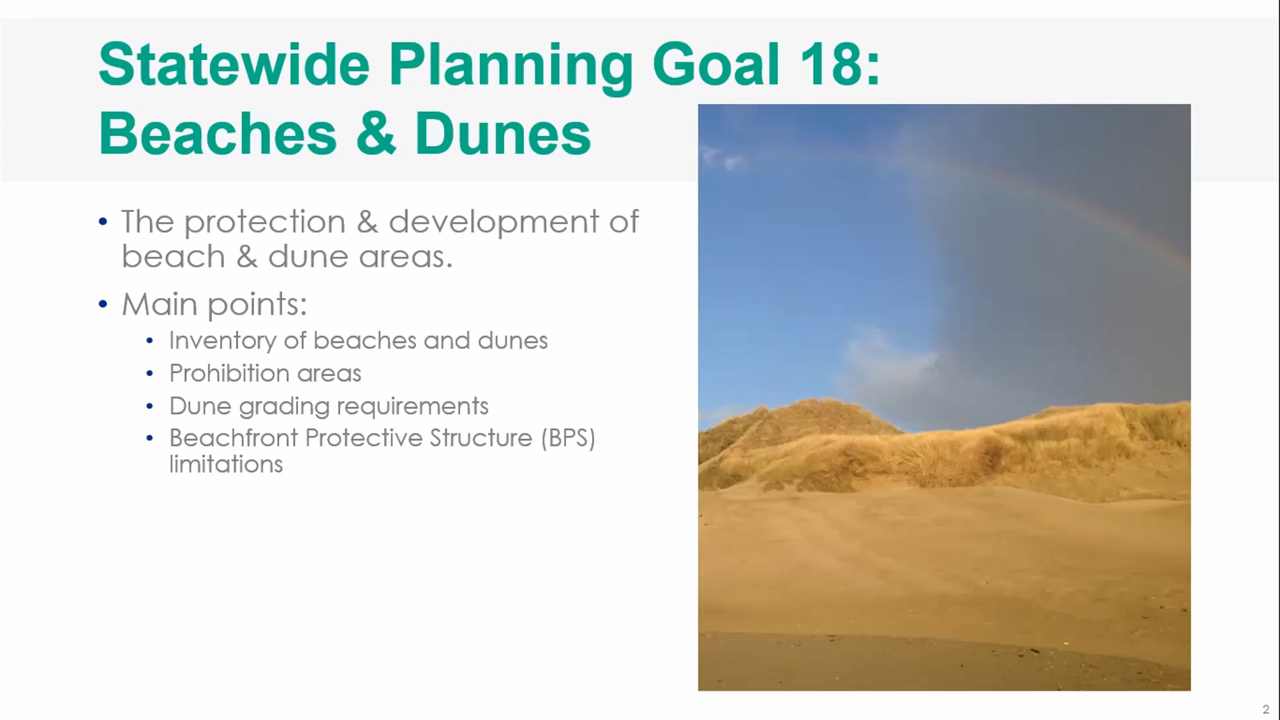 Statewide Planning Goal 18:
Beaches & Dunes
• The protection & development of
beach & dune areas.
• Main points:
• Inventory of beaches and dunes
• Prohibition areas
• Dune grading requirements
• Beachfront Protective Structure (BPS)
limitations
2